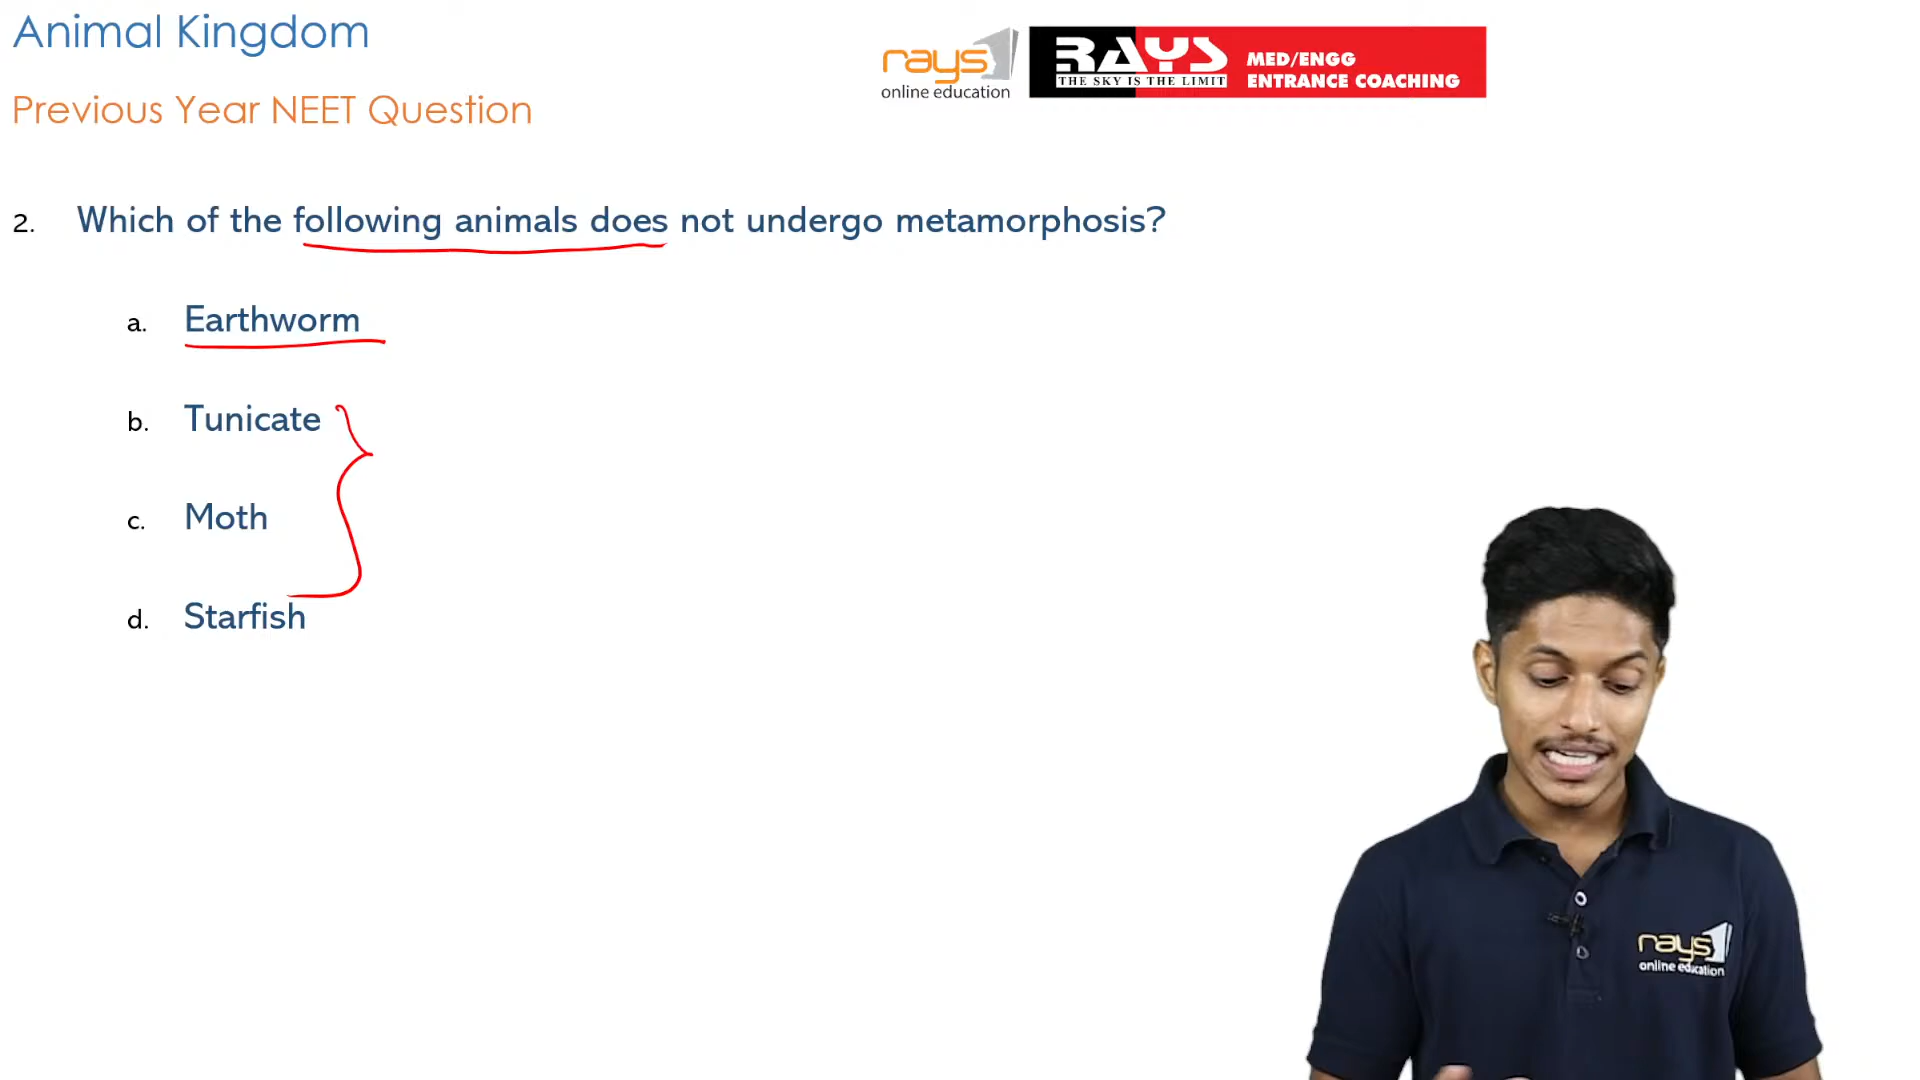 Animal Kingdom
rays
online education
RAYS
THE SKY IS THE LIMIT
MED/ENGG
ENTRANCE COACHING
Previous Year NEET Question
2. Which of the following animals does not undergo metamorphosis?
a. Earthworm
b. Tunicate
c. Moth
d. Starfish
rays
online education